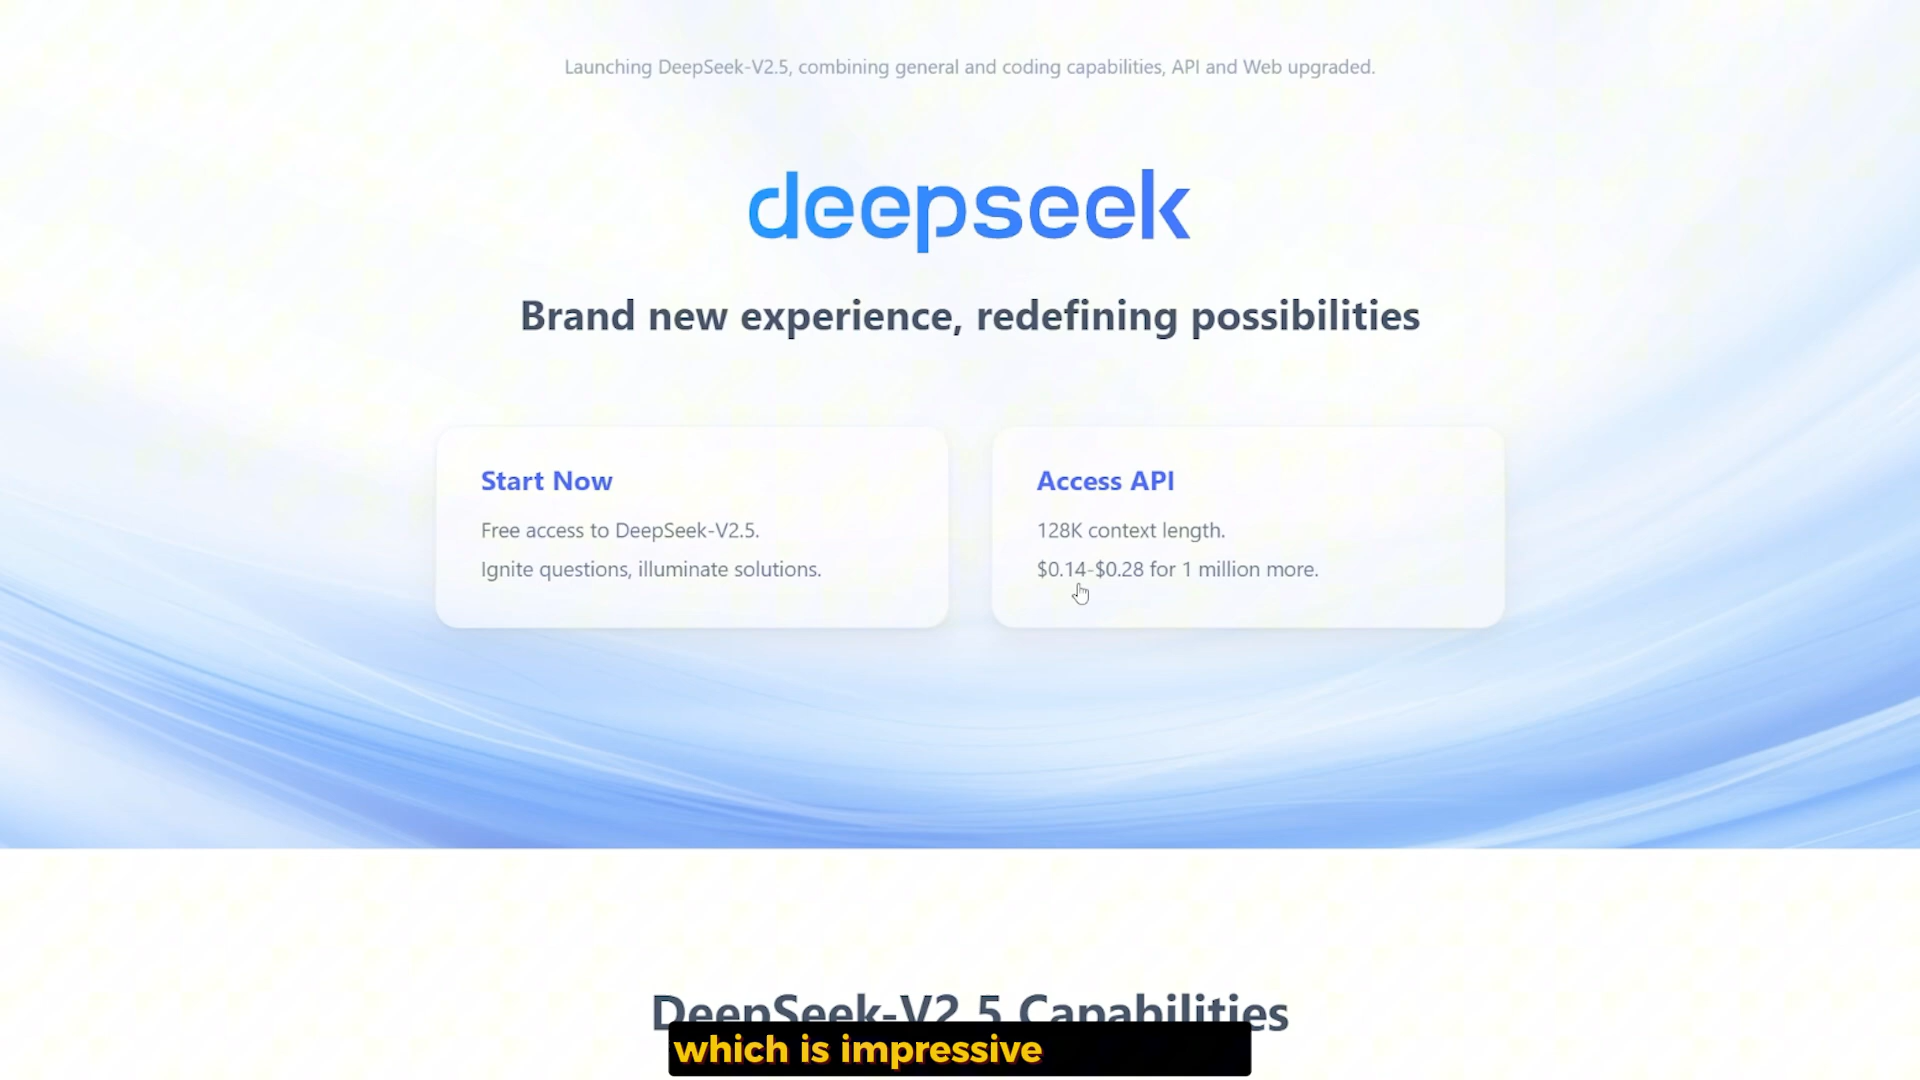 Launching DeepSeek-V2.5, combining general and coding capabilities, API and Web upgraded.
deepseek
Brand new experience, redefining possibilities
Start Now
Free access to DeepSeek-V2.5.
Ignite questions, illuminate solutions.
Access API
128K context length.
$0.14-$0.28 for 1 million more.
DeepSeek-V2.5 Capabilities
which is impressive